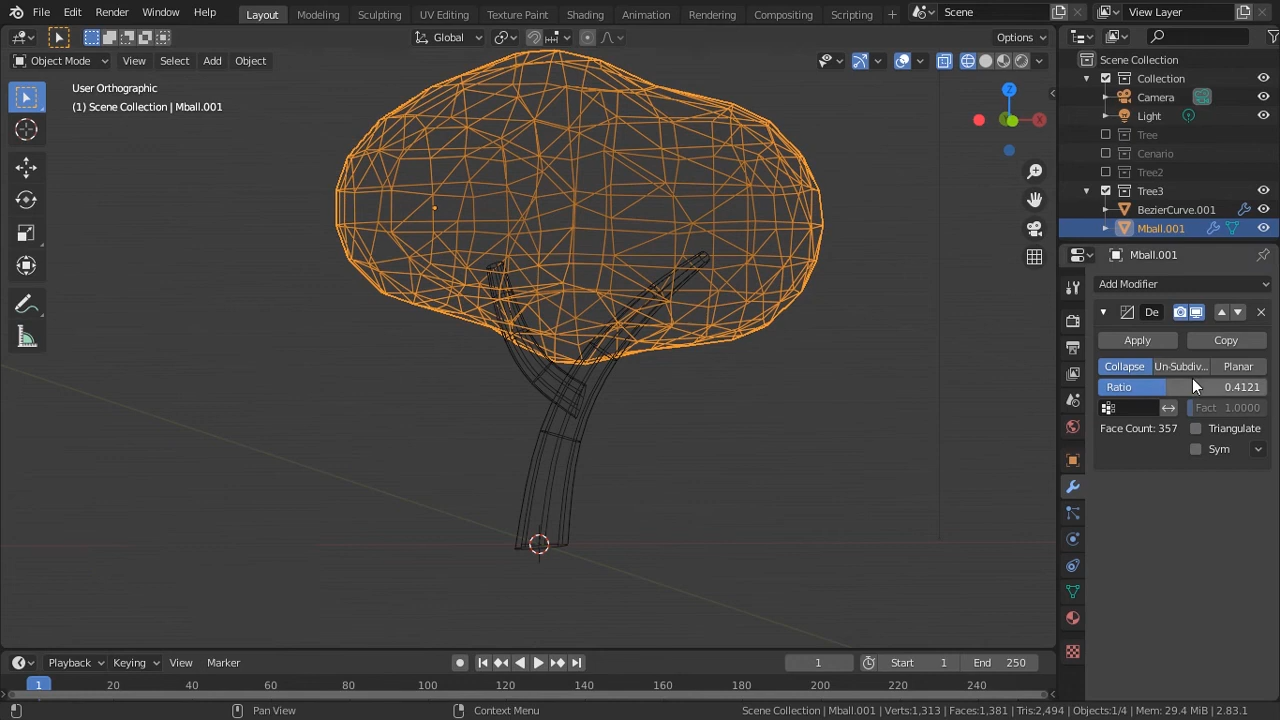 File Edit Render Window Help Layout Modeling Sculpting UV Editing Texture Paint Shading Animation Rendering Compositing Scripting Scene View Layer
Global Options
Object Mode View Select Add Object
User Orthographic
(1) Scene Collection | Mball.001
Z
X
Scene Collection
Collection
Camera
Light
Tree
Cenario
Tree2
Tree3
BezierCurve.001
Mball.001
Mball.001
Add Modifier
De
Apply Copy
Collapse Un-Subdiv... Planar
Ratio 0.4121
Fact 1.0000
Face Count: 357 Triangulate
Sym
Playback Keying View Marker 1 Start 1 End 250
1 20 40 60 80 100 120 140 160 180 200 220 240
Pan View Context Menu Scene Collection | Mball.001 | Verts:1,313 | Faces:1,381 | Tris:2,494 | Objects:1/4 | Mem: 29.4 MiB | 2.83.1